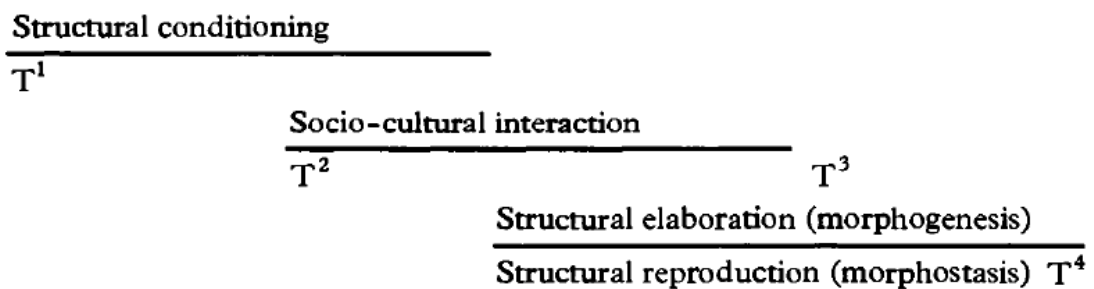 Structural conditioning
T¹
Socio-cultural interaction
T² T³
Structural elaboration (morphogenesis)
Structural reproduction (morphostasis) T⁴